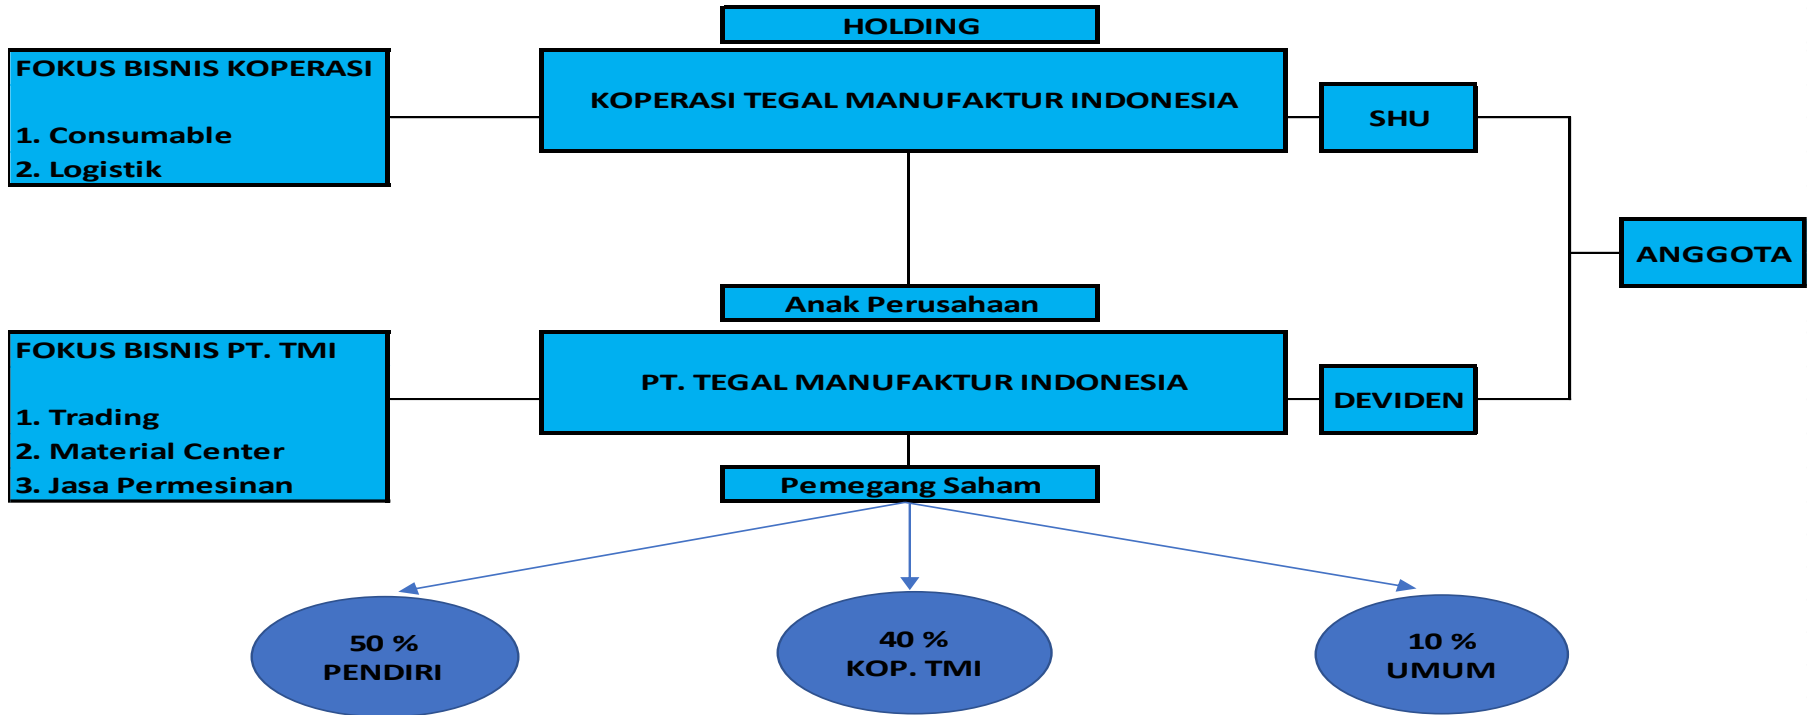 HOLDING
FOKUS BISNIS KOPERASI
1. Consumable
2. Logistik
KOPERASI TEGAL MANUFAKTUR INDONESIA
SHU
ANGGOTA
Anak Perusahaan
FOKUS BISNIS PT. TMI
1. Trading
2. Material Center
3. Jasa Permesinan
PT. TEGAL MANUFAKTUR INDONESIA
DEVIDEN
Pemegang Saham
50 %
PENDIRI
40 %
KOP. TMI
10 %
UMUM